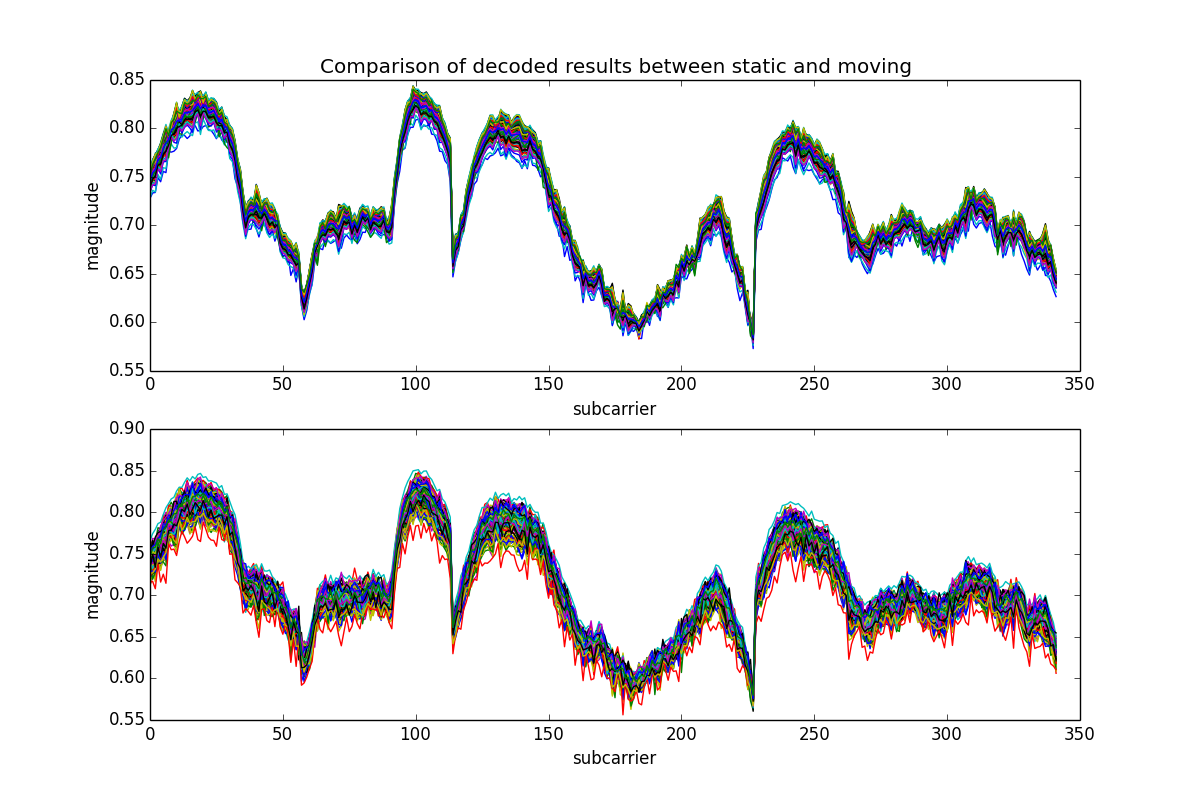 Comparison of decoded results between static and moving
0.85
0.80
0.75
0.70
0.65
0.60
0.55
magnitude
0 50 100 150 200 250 300 350
subcarrier
0.90
0.85
0.80
0.75
0.70
0.65
0.60
0.55
magnitude
0 50 100 150 200 250 300 350
subcarrier